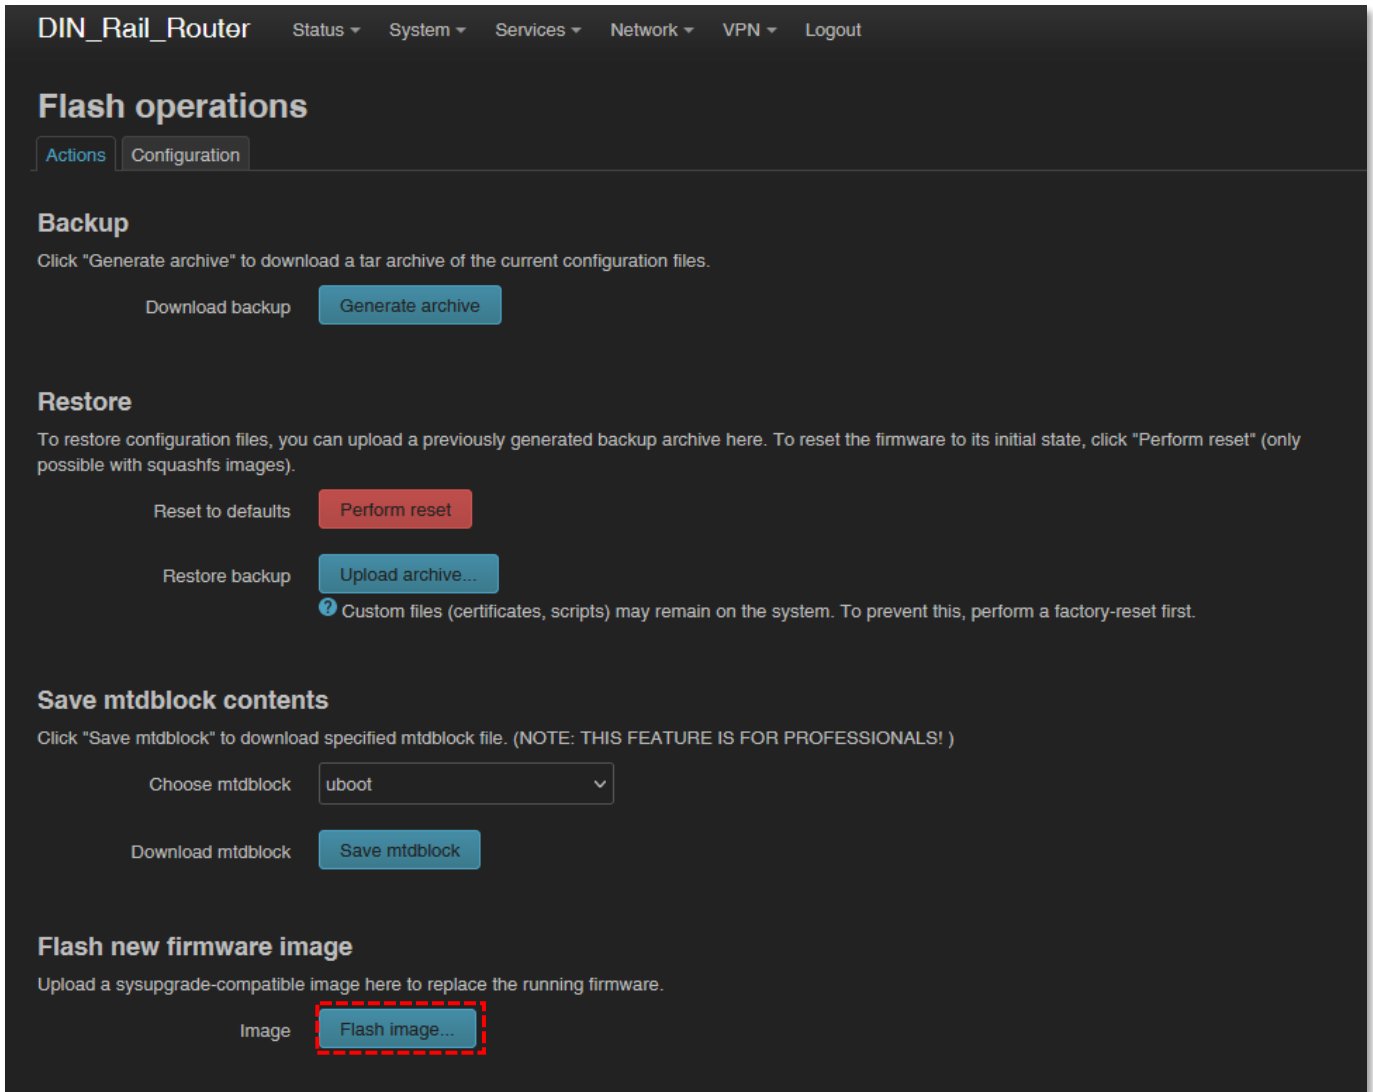 DIN_Rail_Router Status System Services Network VPN Logout
Flash operations
Actions Configuration
Backup
Click "Generate archive" to download a tar archive of the current configuration files.
Download backup Generate archive
Restore
To restore configuration files, you can upload a previously generated backup archive here. To reset the firmware to its initial state, click "Perform reset" (only
possible with squashfs images).
Reset to defaults Perform reset
Restore backup Upload archive...
? Custom files (certificates, scripts) may remain on the system. To prevent this, perform a factory-reset first.
Save mtdblock contents
Click "Save mtdblock" to download specified mtdblock file. (NOTE: THIS FEATURE IS FOR PROFESSIONALS! )
Choose mtdblock uboot
Download mtdblock Save mtdblock
Flash new firmware image
Upload a sysupgrade-compatible image here to replace the running firmware.
Image Flash image...